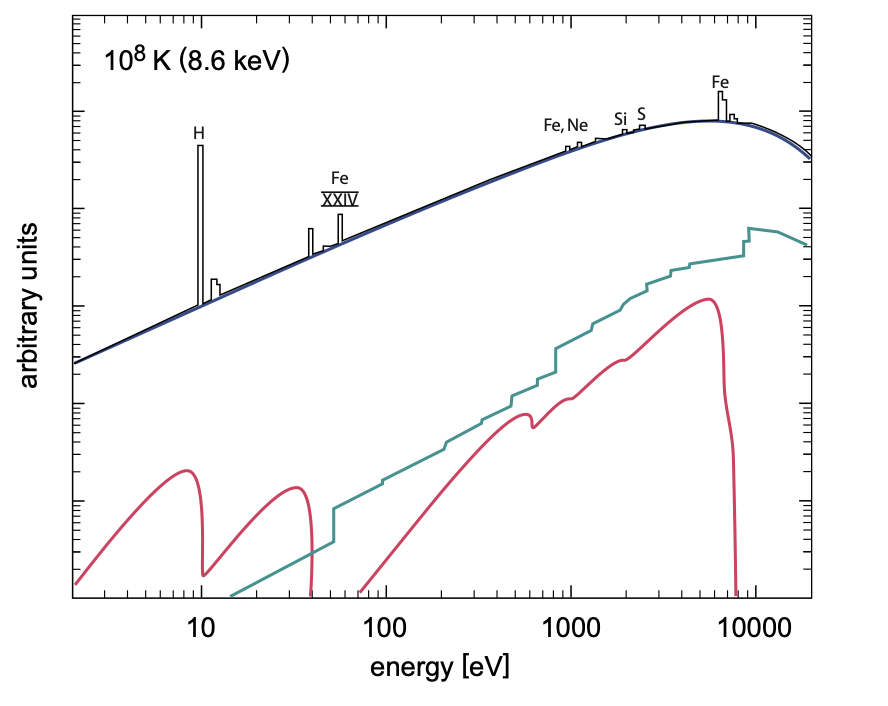 10⁸ K (8.6 keV)
Fe
H
Fe, Ne
Si
S
Fe
XXIV
arbitrary units
10
100
1000
10000
energy [eV]